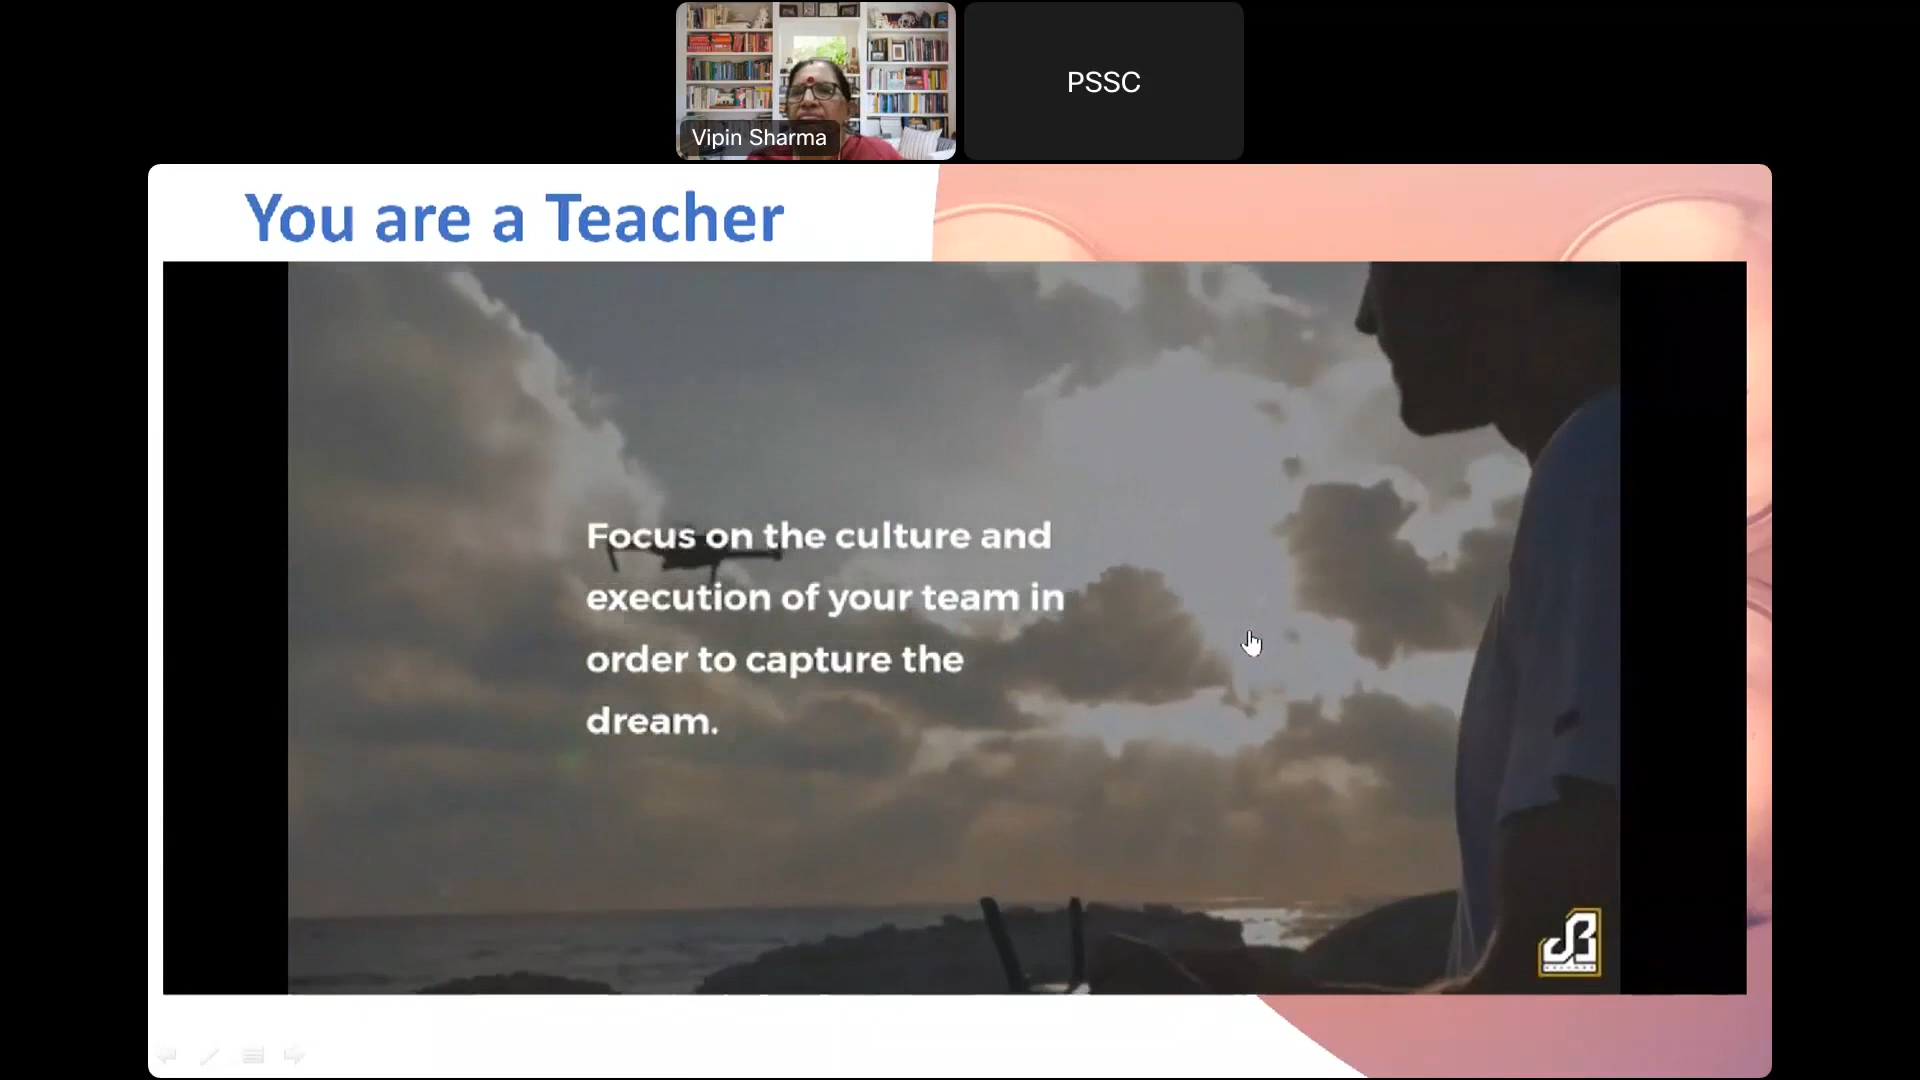 Vipin Sharma
PSSC
You are a Teacher
Focus on the culture and
execution of your team in
order to capture the
dream.